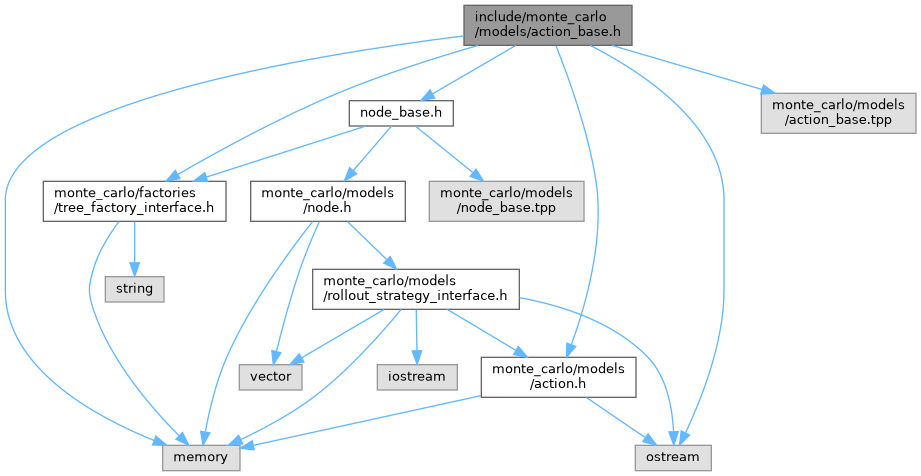 include/monte_carlo
/models/action_base.h
node_base.h
monte_carlo/models
/action_base.tpp
monte_carlo/factories
/tree_factory_interface.h
monte_carlo/models
/node.h
monte_carlo/models
/node_base.tpp
string
monte_carlo/models
/rollout_strategy_interface.h
vector
iostream
monte_carlo/models
/action.h
memory
ostream